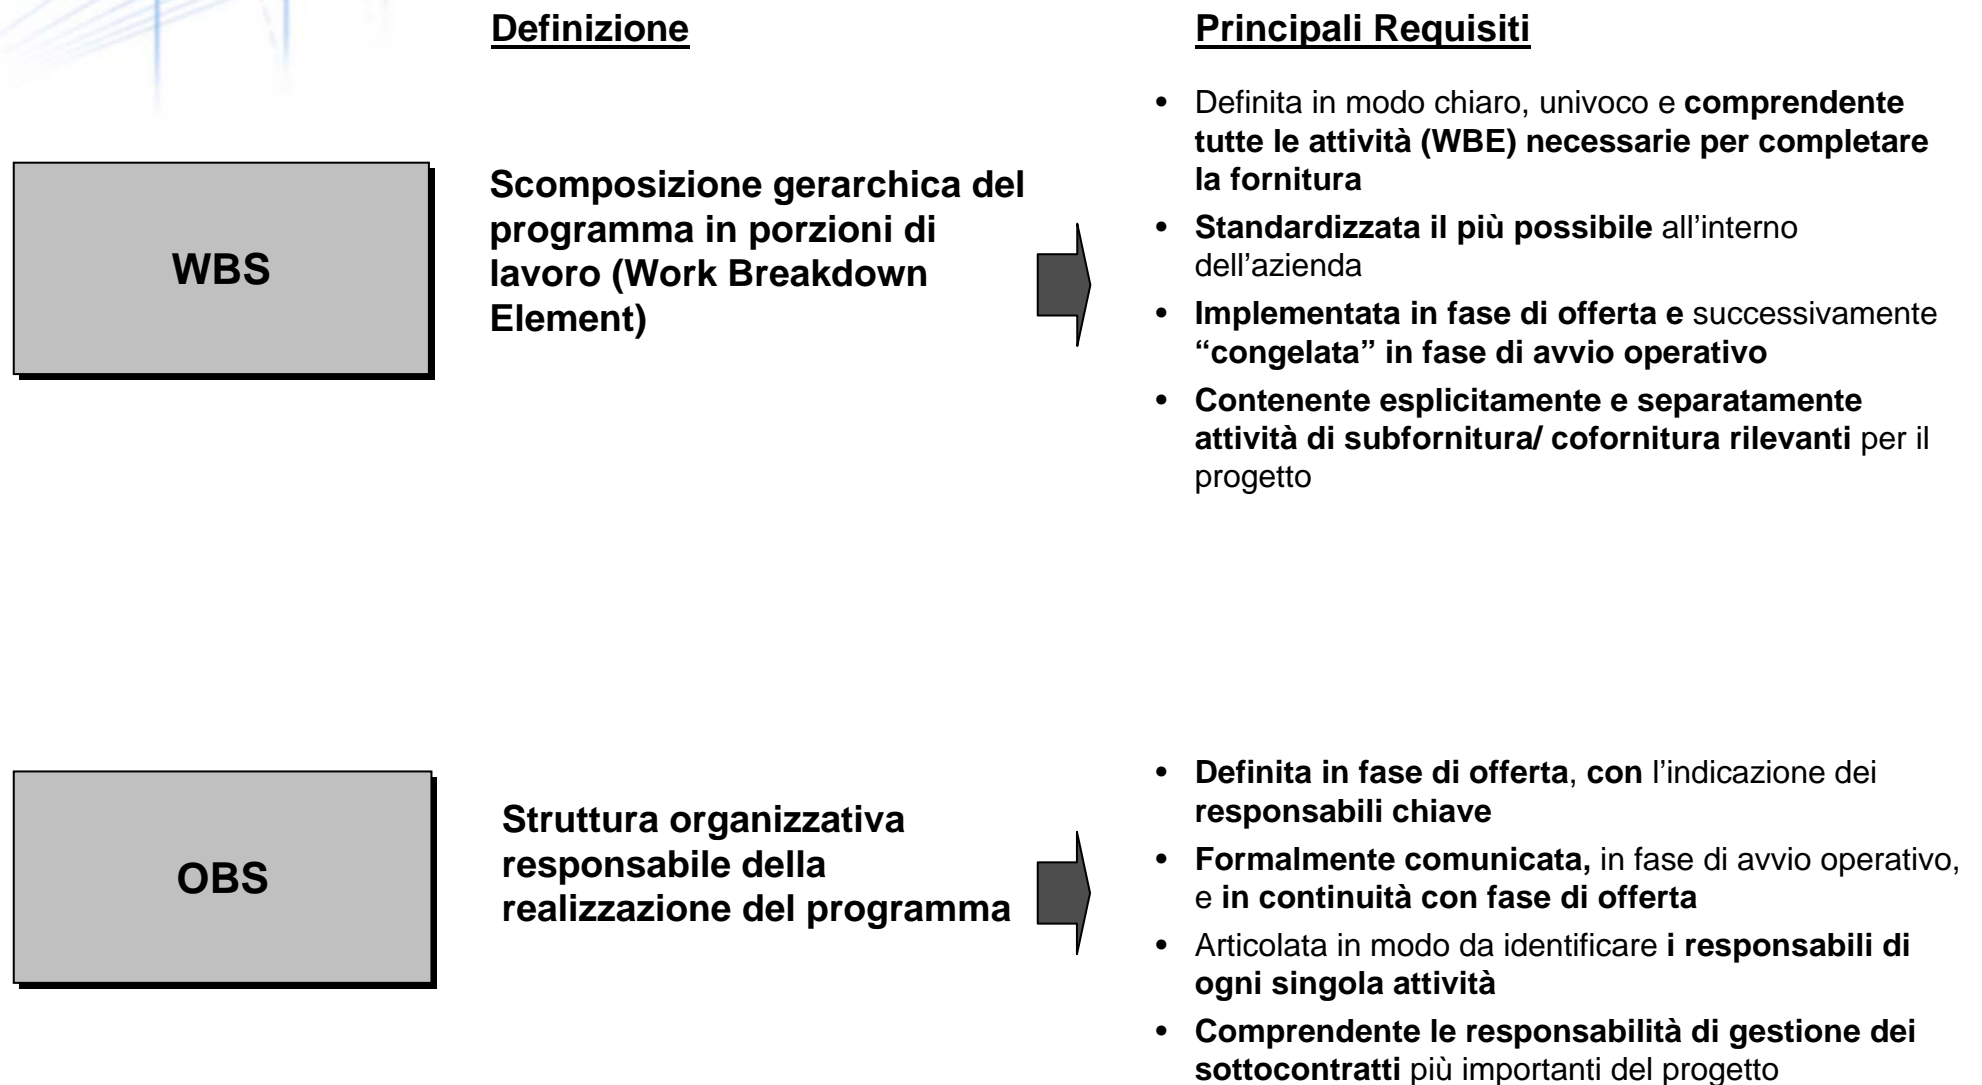 Definizione
Principali Requisiti
WBS
Scomposizione gerarchica del
programma in porzioni di
lavoro (Work Breakdown
Element)
• Definita in modo chiaro, univoco e comprendente
tutte le attività (WBE) necessarie per completare
la fornitura
• Standardizzata il più possibile all’interno
dell’azienda
• Implementata in fase di offerta e successivamente
“congelata” in fase di avvio operativo
• Contenente esplicitamente e separatamente
attività di subfornitura/ cofornitura rilevanti per il
progetto
OBS
Struttura organizzativa
responsabile della
realizzazione del programma
• Definita in fase di offerta, con l’indicazione dei
responsabili chiave
• Formalmente comunicata, in fase di avvio operativo,
e in continuità con fase di offerta
• Articolata in modo da identificare i responsabili di
ogni singola attività
• Comprendente le responsabilità di gestione dei
sottocontratti più importanti del progetto